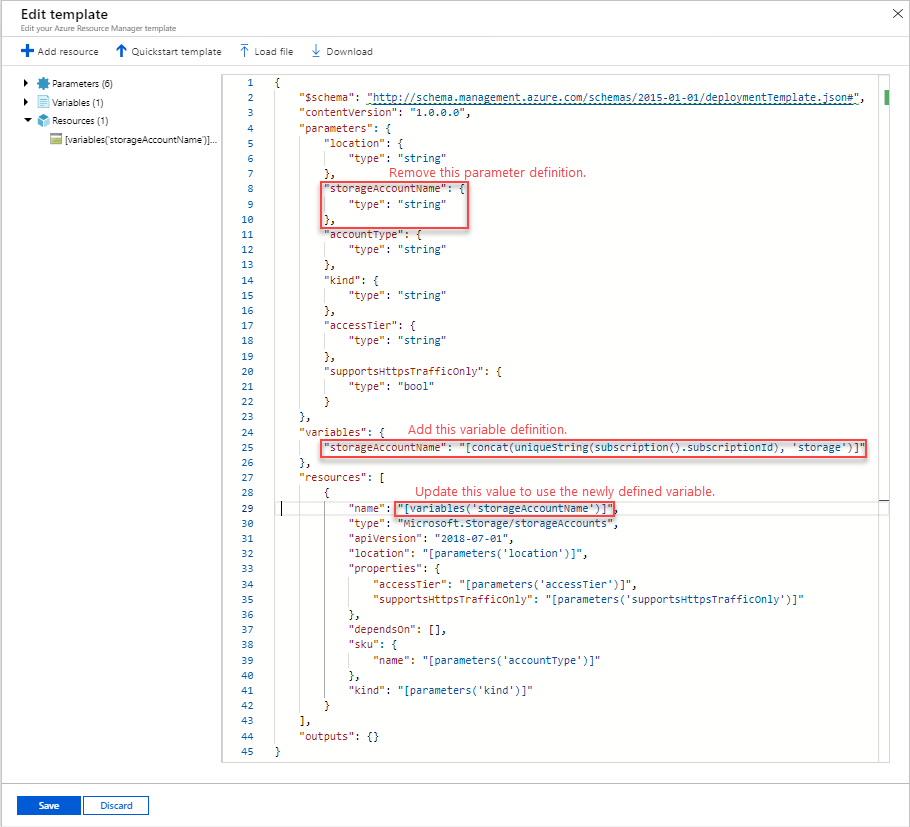 Edit template
Edit your Azure Resource Manager template
Add resource Quickstart template Load file Download
Parameters (6)
Variables (1)
Resources (1)
[variables('storageAccountName')]...
1 {
2 "$schema": "http://schema.management.azure.com/schemas/2015-01-01/deploymentTemplate.json#",
3 "contentVersion": "1.0.0.0",
4 "parameters": {
5 "location": {
6 "type": "string"
7 },
Remove this parameter definition.
8 "storageAccountName": {
9 "type": "string"
10 },
11 "accountType": {
12 "type": "string"
13 },
14 "kind": {
15 "type": "string"
16 },
17 "accessTier": {
18 "type": "string"
19 },
20 "supportsHttpsTrafficOnly": {
21 "type": "bool"
22 }
23 },
24 "variables": {
Add this variable definition.
25 "storageAccountName": "[concat(uniqueString(subscription().subscriptionId), 'storage')]"
26 },
27 "resources": [
28 {
Update this value to use the newly defined variable.
29 "name": "[variables('storageAccountName')]",
30 "type": "Microsoft.Storage/storageAccounts",
31 "apiVersion": "2018-07-01",
32 "location": "[parameters('location')]",
33 "properties": {
34 "accessTier": "[parameters('accessTier')]",
35 "supportsHttpsTrafficOnly": "[parameters('supportsHttpsTrafficOnly')]"
36 },
37 "dependsOn": [],
38 "sku": {
39 "name": "[parameters('accountType')]"
40 },
41 "kind": "[parameters('kind')]"
42 }
43 ],
44 "outputs": {}
45 }
Save Discard